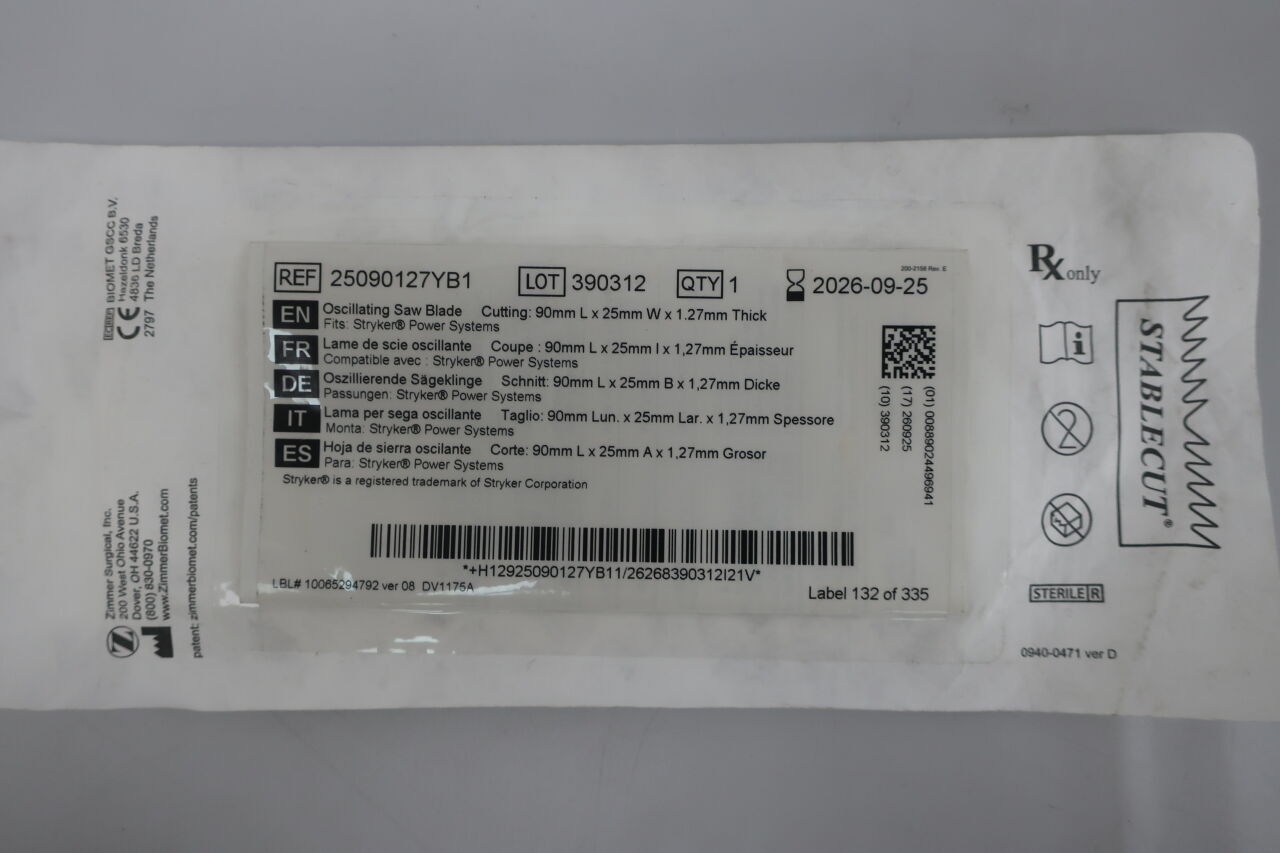 EC REP BIOMET GSCC B.V.
Hazeldonk 6530
4836 LD Breda
2797 The Netherlands
CE
Zimmer Surgical, Inc.
200 West Ohio Avenue
Dover, OH 44622 U.S.A.
(800) 830-0970
www.ZimmerBiomet.com
patent: zimmerbiomet.com/patents
200-2156 Rev. E
REF 25090127YB1 LOT 390312 QTY 1 2026-09-25
EN Oscillating Saw Blade Cutting: 90mm L x 25mm W x 1.27mm Thick
Fits: Stryker® Power Systems
FR Lame de scie oscillante Coupe : 90mm L x 25mm l x 1,27mm Épaisseur
Compatible avec : Stryker® Power Systems
DE Oszillierende Sägeklinge Schnitt: 90mm L x 25mm B x 1,27mm Dicke
Passungen: Stryker® Power Systems
IT Lama per sega oscillante Taglio: 90mm Lun. x 25mm Lar. x 1,27mm Spessore
Monta: Stryker® Power Systems
ES Hoja de sierra oscilante Corte: 90mm L x 25mm A x 1,27mm Grosor
Para: Stryker® Power Systems
Stryker® is a registered trademark of Stryker Corporation
(01) 00889024496941
(17) 260925
(10) 390312
*+H12925090127YB11/26268390312I21V*
LBL# 10065294792 ver 08 DV1175A
Label 132 of 335
Rx only
STABLECUT®
STERILE R
0940-0471 ver D